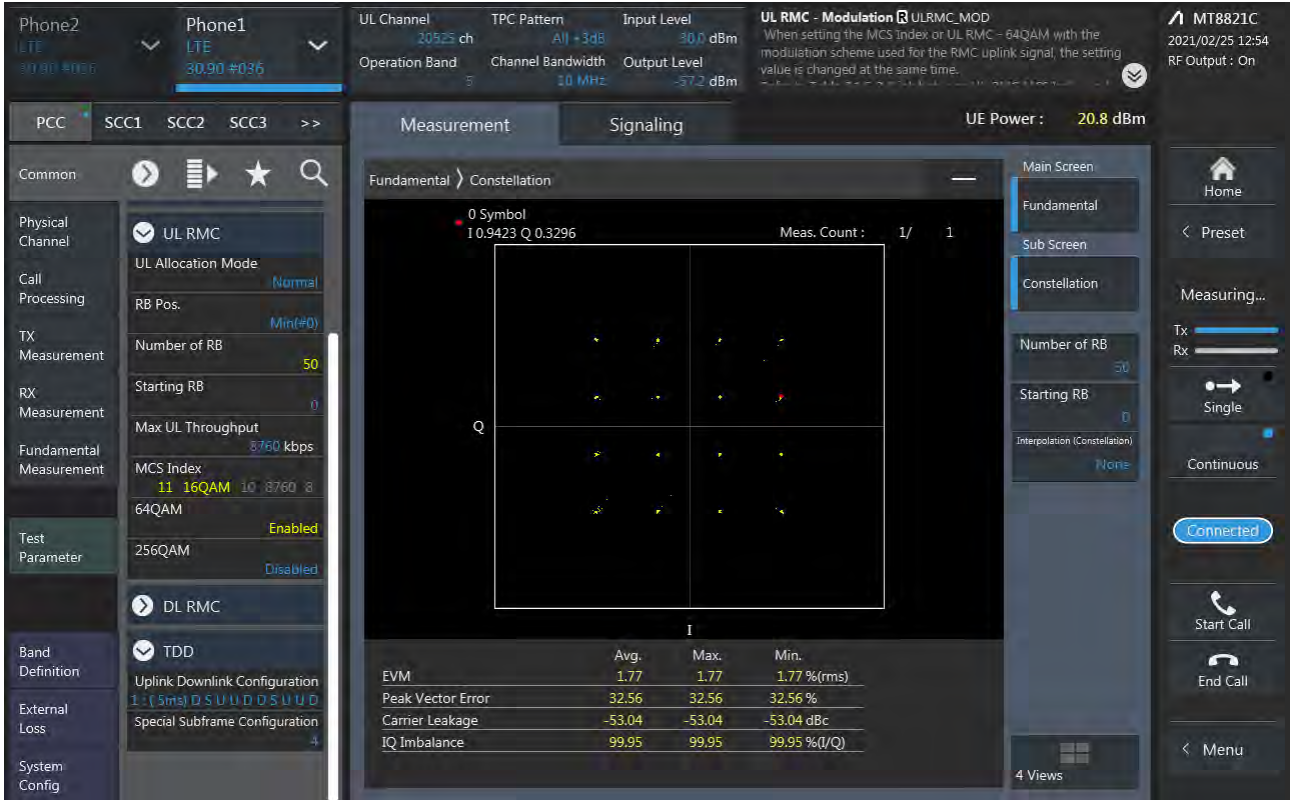 Phone2
LTE
30.90 #036
Phone1
LTE
30.90 #036
UL Channel
20525 ch
TPC Pattern
All +3dB
Input Level
30.0 dBm
Operation Band
5
Channel Bandwidth
10 MHz
Output Level
-57.2 dBm
UL RMC - Modulation R ULRMC_MOD
When setting the MCS Index or UL RMC - 64QAM with the
modulation scheme used for the RMC uplink signal, the setting
value is changed at the same time.
MT8821C
2021/02/25 12:54
RF Output : On
PCC SCC1 SCC2 SCC3 >>
Measurement
Signaling
UE Power : 20.8 dBm
Common
Physical
Channel
Call
Processing
TX
Measurement
RX
Measurement
Fundamental
Measurement
Test
Parameter
Band
Definition
External
Loss
System
Config
UL RMC
UL Allocation Mode
Normal
RB Pos.
Min(#0)
Number of RB
50
Starting RB
0
Max UL Throughput
8760 kbps
MCS Index
11 16QAM 10 8760 8
64QAM
Enabled
256QAM
Disabled
DL RMC
TDD
Uplink Downlink Configuration
1 : ( 5ms) D S U U D D S U U D
Special Subframe Configuration
4
Fundamental 〉 Constellation
0 Symbol
I 0.9423 Q 0.3296
Meas. Count : 1/ 1
Q
I
Avg. Max. Min.
EVM 1.77 1.77 1.77 %(rms)
Peak Vector Error 32.56 32.56 32.56 %
Carrier Leakage -53.04 -53.04 -53.04 dBc
IQ Imbalance 99.95 99.95 99.95 %(I/Q)
Main Screen
Fundamental
Sub Screen
Constellation
Number of RB
50
Starting RB
0
Interpolation (Constellation)
None
4 Views
Home
< Preset
Measuring...
Tx
Rx
Single
Continuous
Connected
Start Call
End Call
< Menu